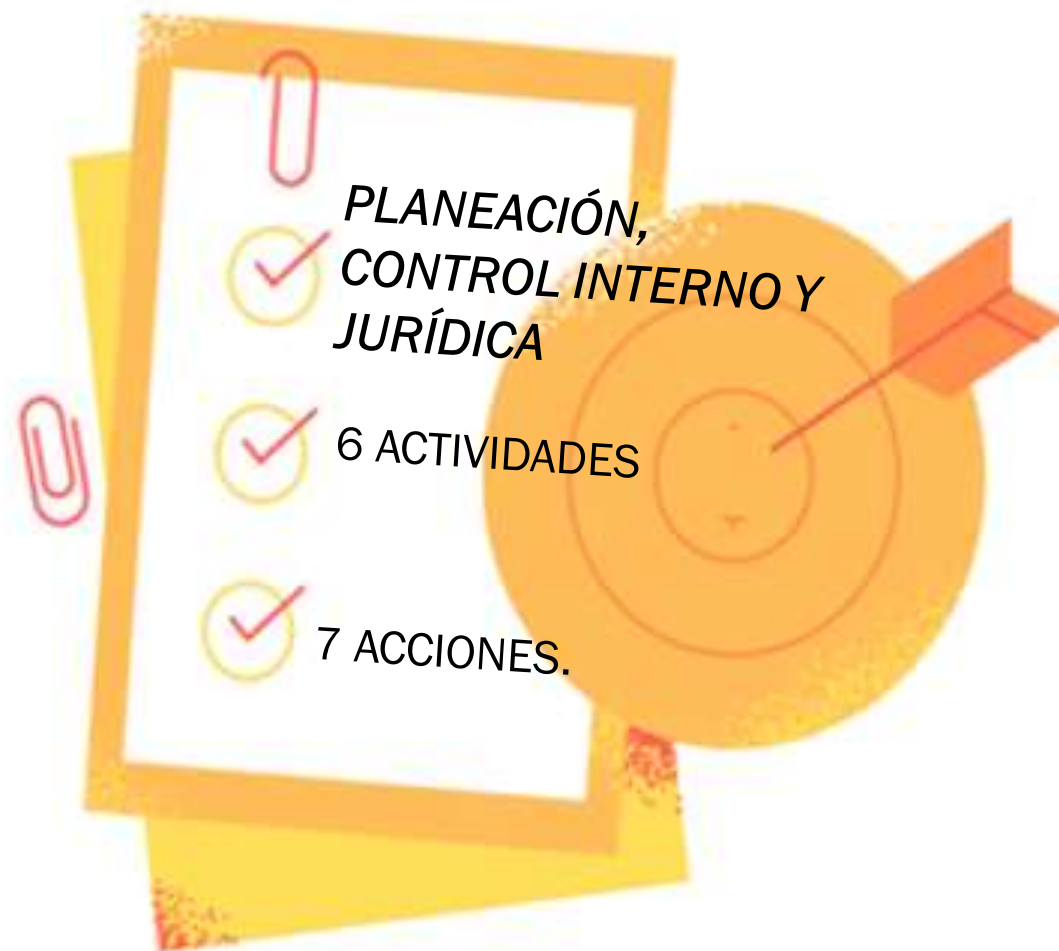 PLANEACIÓN,
CONTROL INTERNO Y
JURÍDICA
6 ACTIVIDADES
7 ACCIONES.